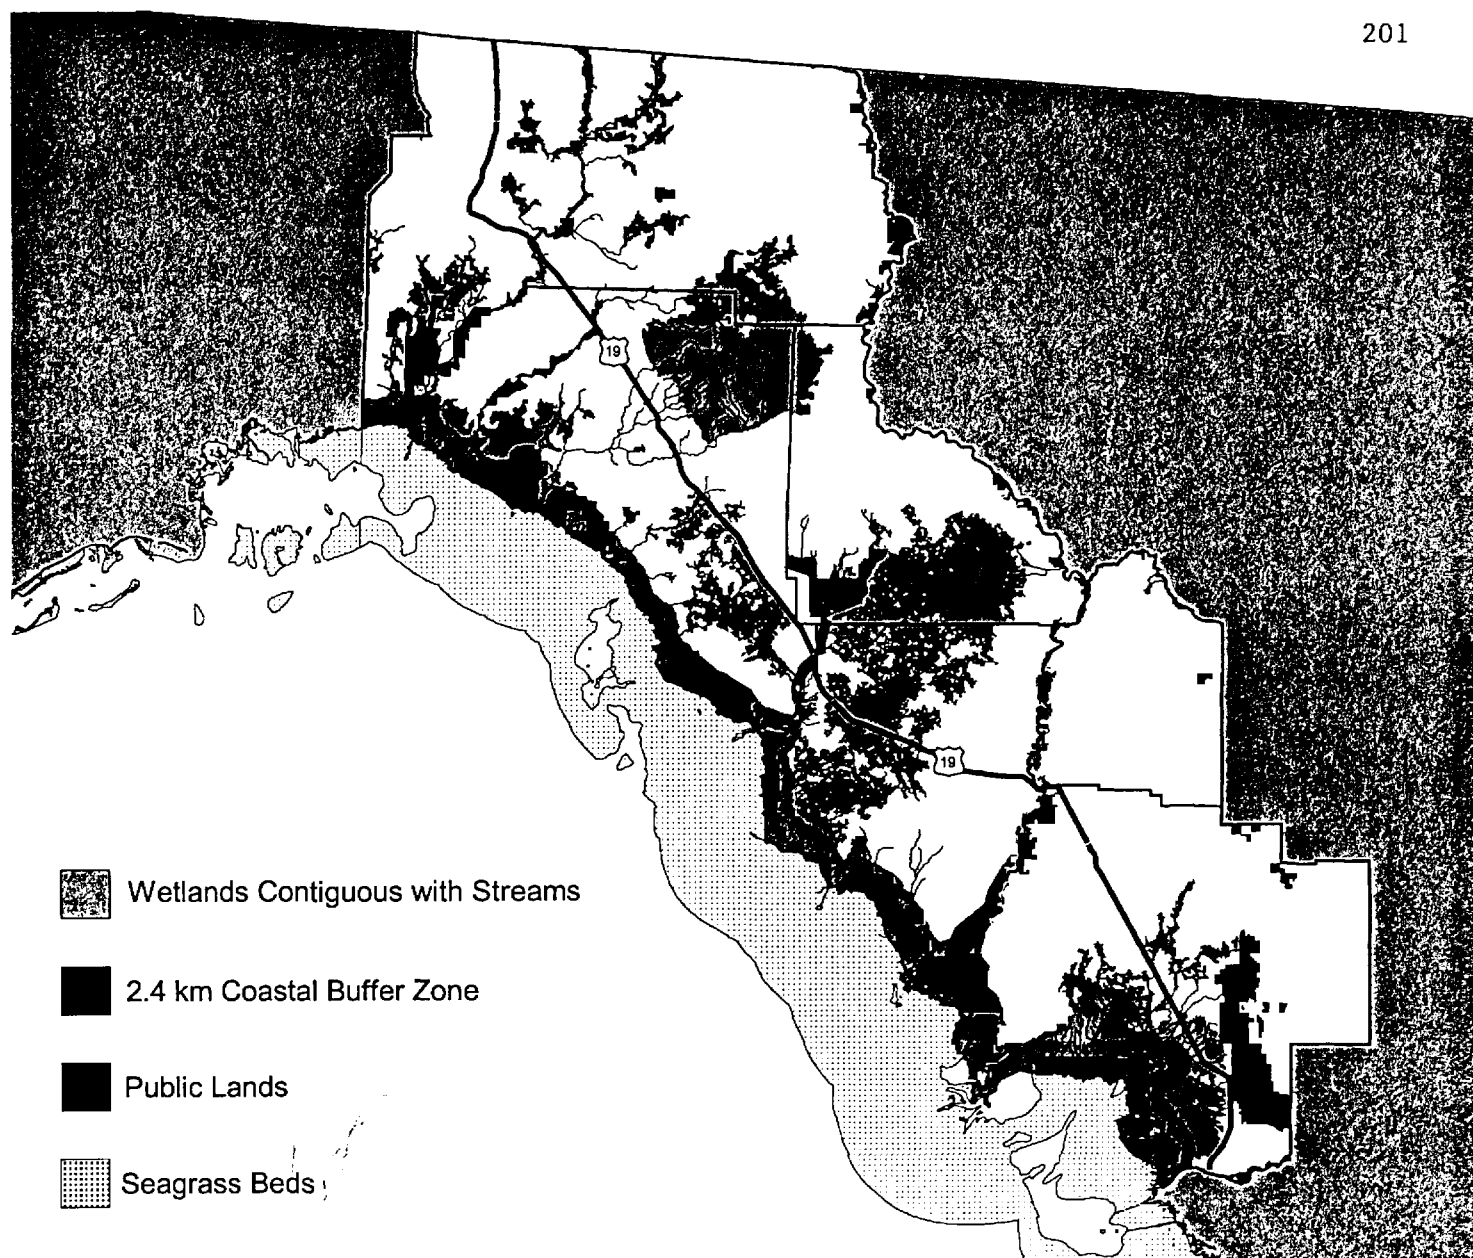 201
19
19
Wetlands Contiguous with Streams
2.4 km Coastal Buffer Zone
Public Lands
Seagrass Beds